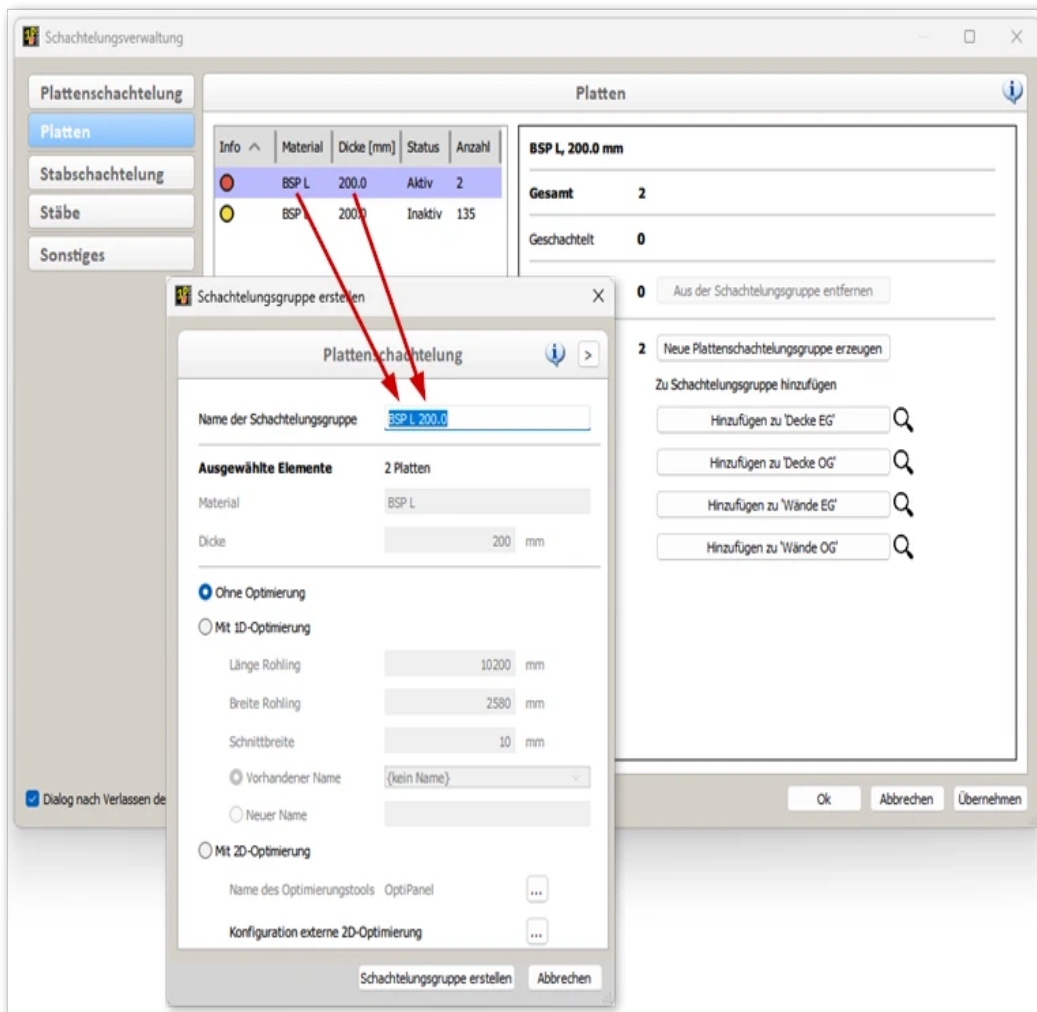 Schachtelungsverwaltung
Plattenschachtelung
Platten
Stabschachtelung
Stäbe
Sonstiges
Platten
Info Material Dicke [mm] Status Anzahl
BSP L 200.0 Aktiv 2
BSP L 200.0 Inaktiv 135
BSP L, 200.0 mm
Gesamt 2
Geschachtelt 0
0 Aus der Schachtelungsgruppe entfernen
2 Neue Plattenschachtelungsgruppe erzeugen
Zu Schachtelungsgruppe hinzufügen
Hinzufügen zu 'Decke EG'
Hinzufügen zu 'Decke OG'
Hinzufügen zu 'Wände EG'
Hinzufügen zu 'Wände OG'
Dialog nach Verlassen de
Ok Abbrechen Übernehmen
Schachtelungsgruppe erstellen
Plattenschachtelung
Name der Schachtelungsgruppe BSP L 200.0
Ausgewählte Elemente 2 Platten
Material BSP L
Dicke 200 mm
Ohne Optimierung
Mit 1D-Optimierung
Länge Rohling 10200 mm
Breite Rohling 2580 mm
Schnittbreite 10 mm
Vorhandener Name {kein Name}
Neuer Name
Mit 2D-Optimierung
Name des Optimierungstools OptiPanel ...
Konfiguration externe 2D-Optimierung ...
Schachtelungsgruppe erstellen Abbrechen